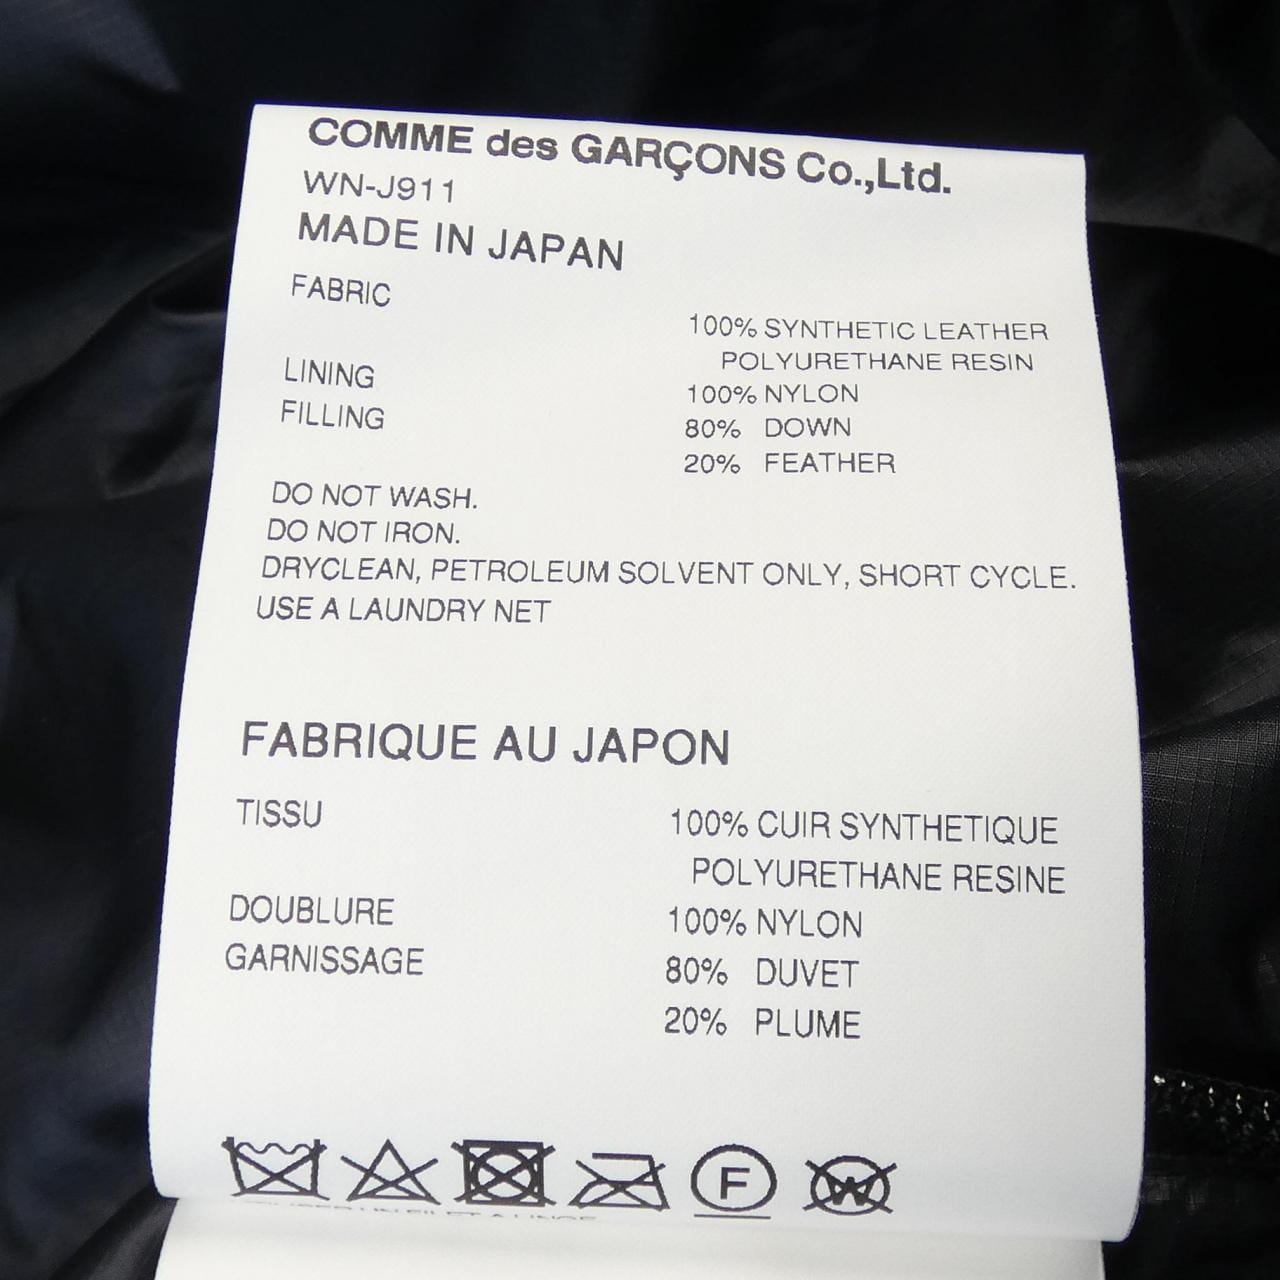 COMME des GARÇONS Co.,Ltd.
WN-J911
MADE IN JAPAN
FABRIC
100% SYNTHETIC LEATHER
POLYURETHANE RESIN
LINING 100% NYLON
FILLING 80% DOWN
20% FEATHER
DO NOT WASH.
DO NOT IRON.
DRYCLEAN, PETROLEUM SOLVENT ONLY, SHORT CYCLE.
USE A LAUNDRY NET
FABRIQUE AU JAPON
TISSU 100% CUIR SYNTHETIQUE
POLYURETHANE RESINE
DOUBLURE 100% NYLON
GARNISSAGE 80% DUVET
20% PLUME
F W